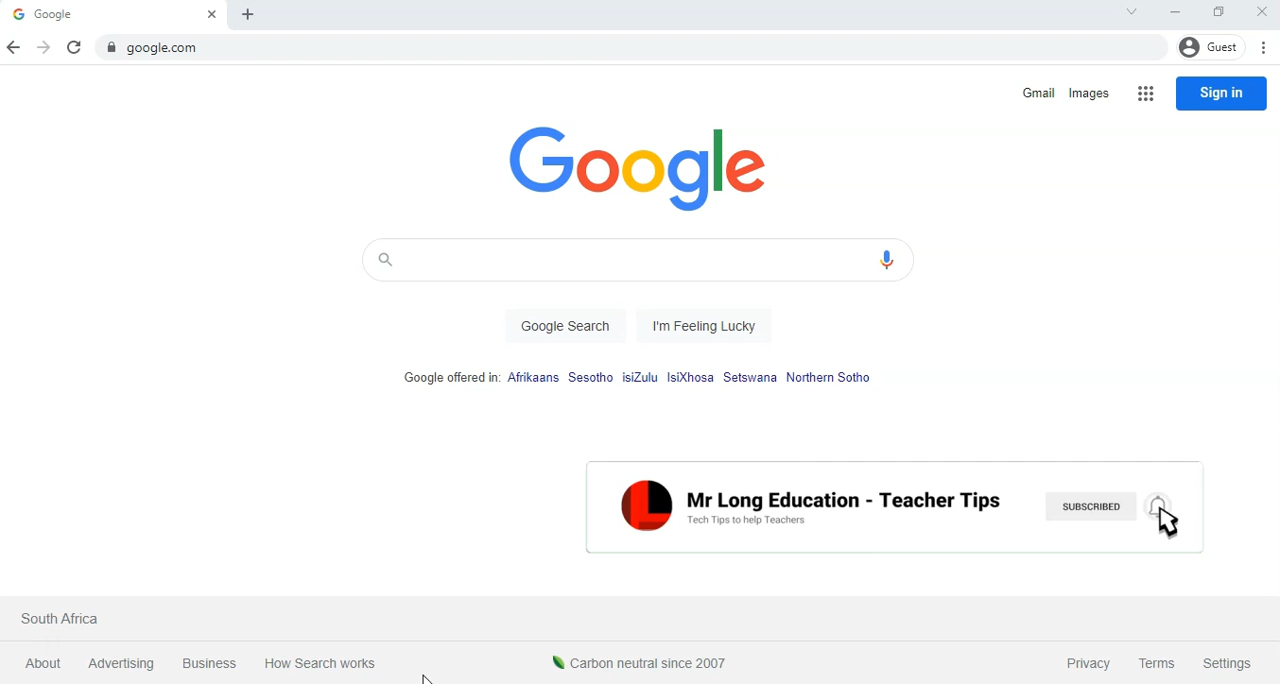 Google
google.com
Guest
Gmail Images
Sign in
Google
Google Search
I'm Feeling Lucky
Google offered in: Afrikaans Sesotho isiZulu IsiXhosa Setswana Northern Sotho
Mr Long Education - Teacher Tips
Tech Tips to help Teachers
SUBSCRIBED
South Africa
About Advertising Business How Search works
Carbon neutral since 2007
Privacy Terms Settings